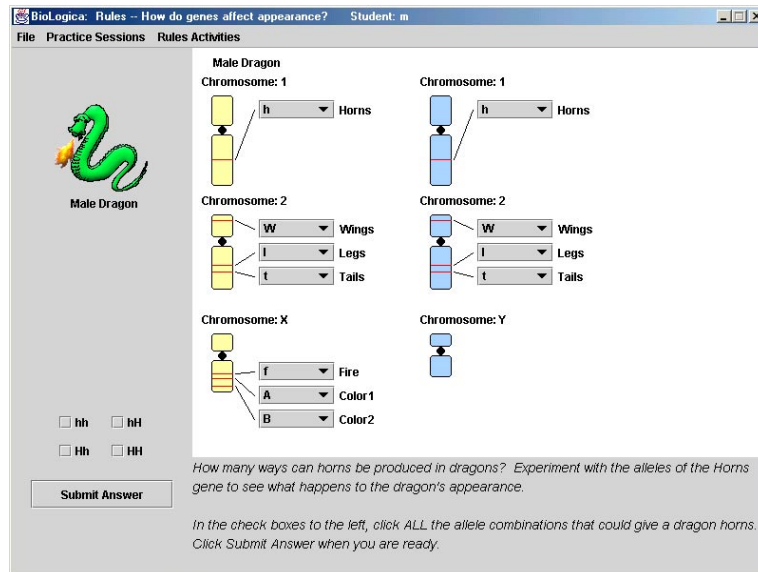 BioLogica: Rules -- How do genes affect appearance? Student: m
File Practice Sessions Rules Activities
Male Dragon
Chromosome: 1 Chromosome: 1
h Horns h Horns
Male Dragon
Chromosome: 2 Chromosome: 2
W Wings W Wings
l Legs l Legs
t Tails t Tails
Chromosome: X Chromosome: Y
f Fire
A Color1
B Color2
hh hH
Hh HH
Submit Answer
How many ways can horns be produced in dragons? Experiment with the alleles of the Horns
gene to see what happens to the dragon's appearance.
In the check boxes to the left, click ALL the allele combinations that could give a dragon horns.
Click Submit Answer when you are ready.